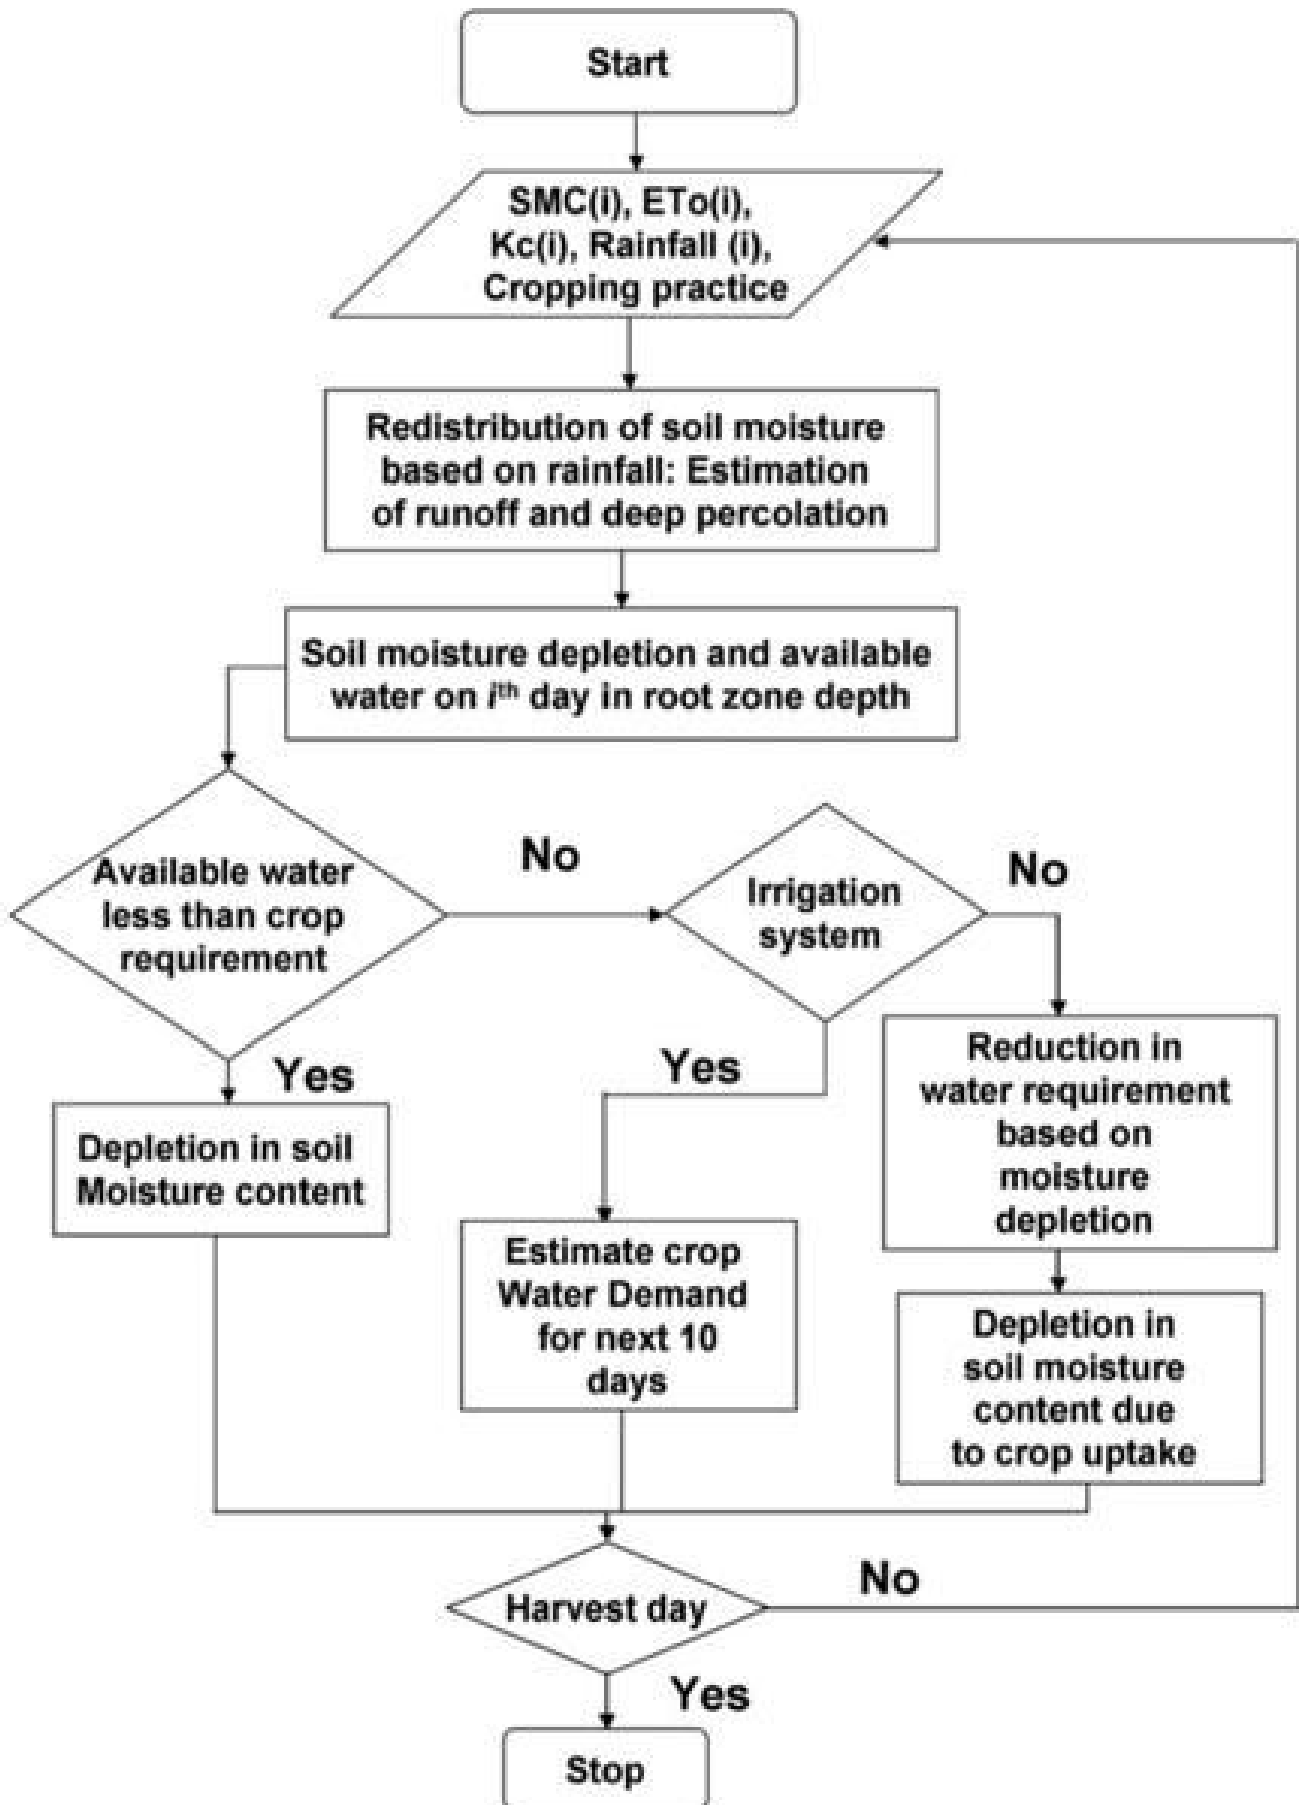 Start
SMC(i), ETo(i),
Kc(i), Rainfall (i),
Cropping practice
Redistribution of soil moisture
based on rainfall: Estimation
of runoff and deep percolation
Soil moisture depletion and available
water on ith day in root zone depth
Available water
less than crop
requirement
No
Irrigation
system
No
Yes
Depletion in soil
Moisture content
Yes
Estimate crop
Water Demand
for next 10
days
Reduction in
water requirement
based on
moisture
depletion
Depletion in
soil moisture
content due
to crop uptake
Harvest day
No
Yes
Stop